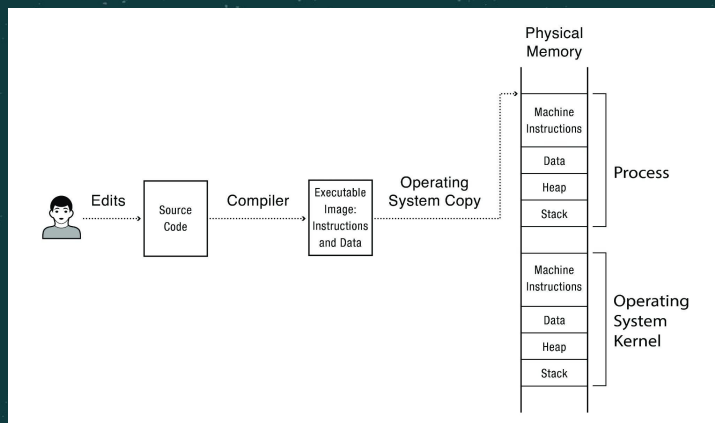 Physical
Memory
Edits
Source
Code
Compiler
Executable
Image:
Instructions
and Data
Operating
System Copy
Machine
Instructions
Data
Heap
Stack
Process
Machine
Instructions
Data
Heap
Stack
Operating
System
Kernel